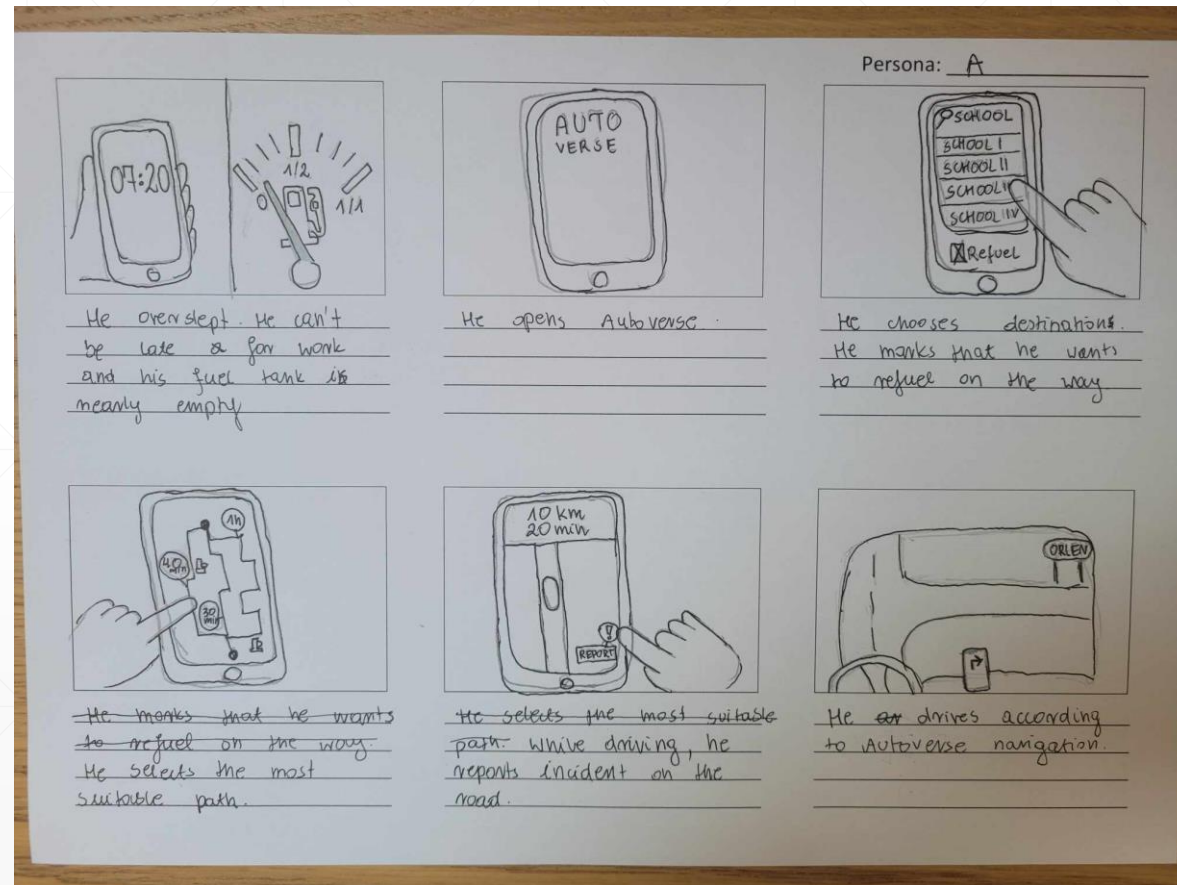 Persona: A
07:20
0
1/2
1/1
He overslept. He can't
be late for work
and his fuel tank is
nearly empty
AUTO
VERSE
He opens Autoverse.
SCHOOL
SCHOOL I
SCHOOL II
SCHOOL
SCHOOL IIV
Refuel
He chooses destinations.
He marks that he wants
to refuel on the way
1h
40 min
30 min
He marks that he wants
to refuel on the way.
He selects the most
suitable path.
10 km
20 min
!
REPORT
He selects the most suitable
path. While driving, he
reports incident on the
road.
ORLEN
He drives according
to Autoverse navigation.